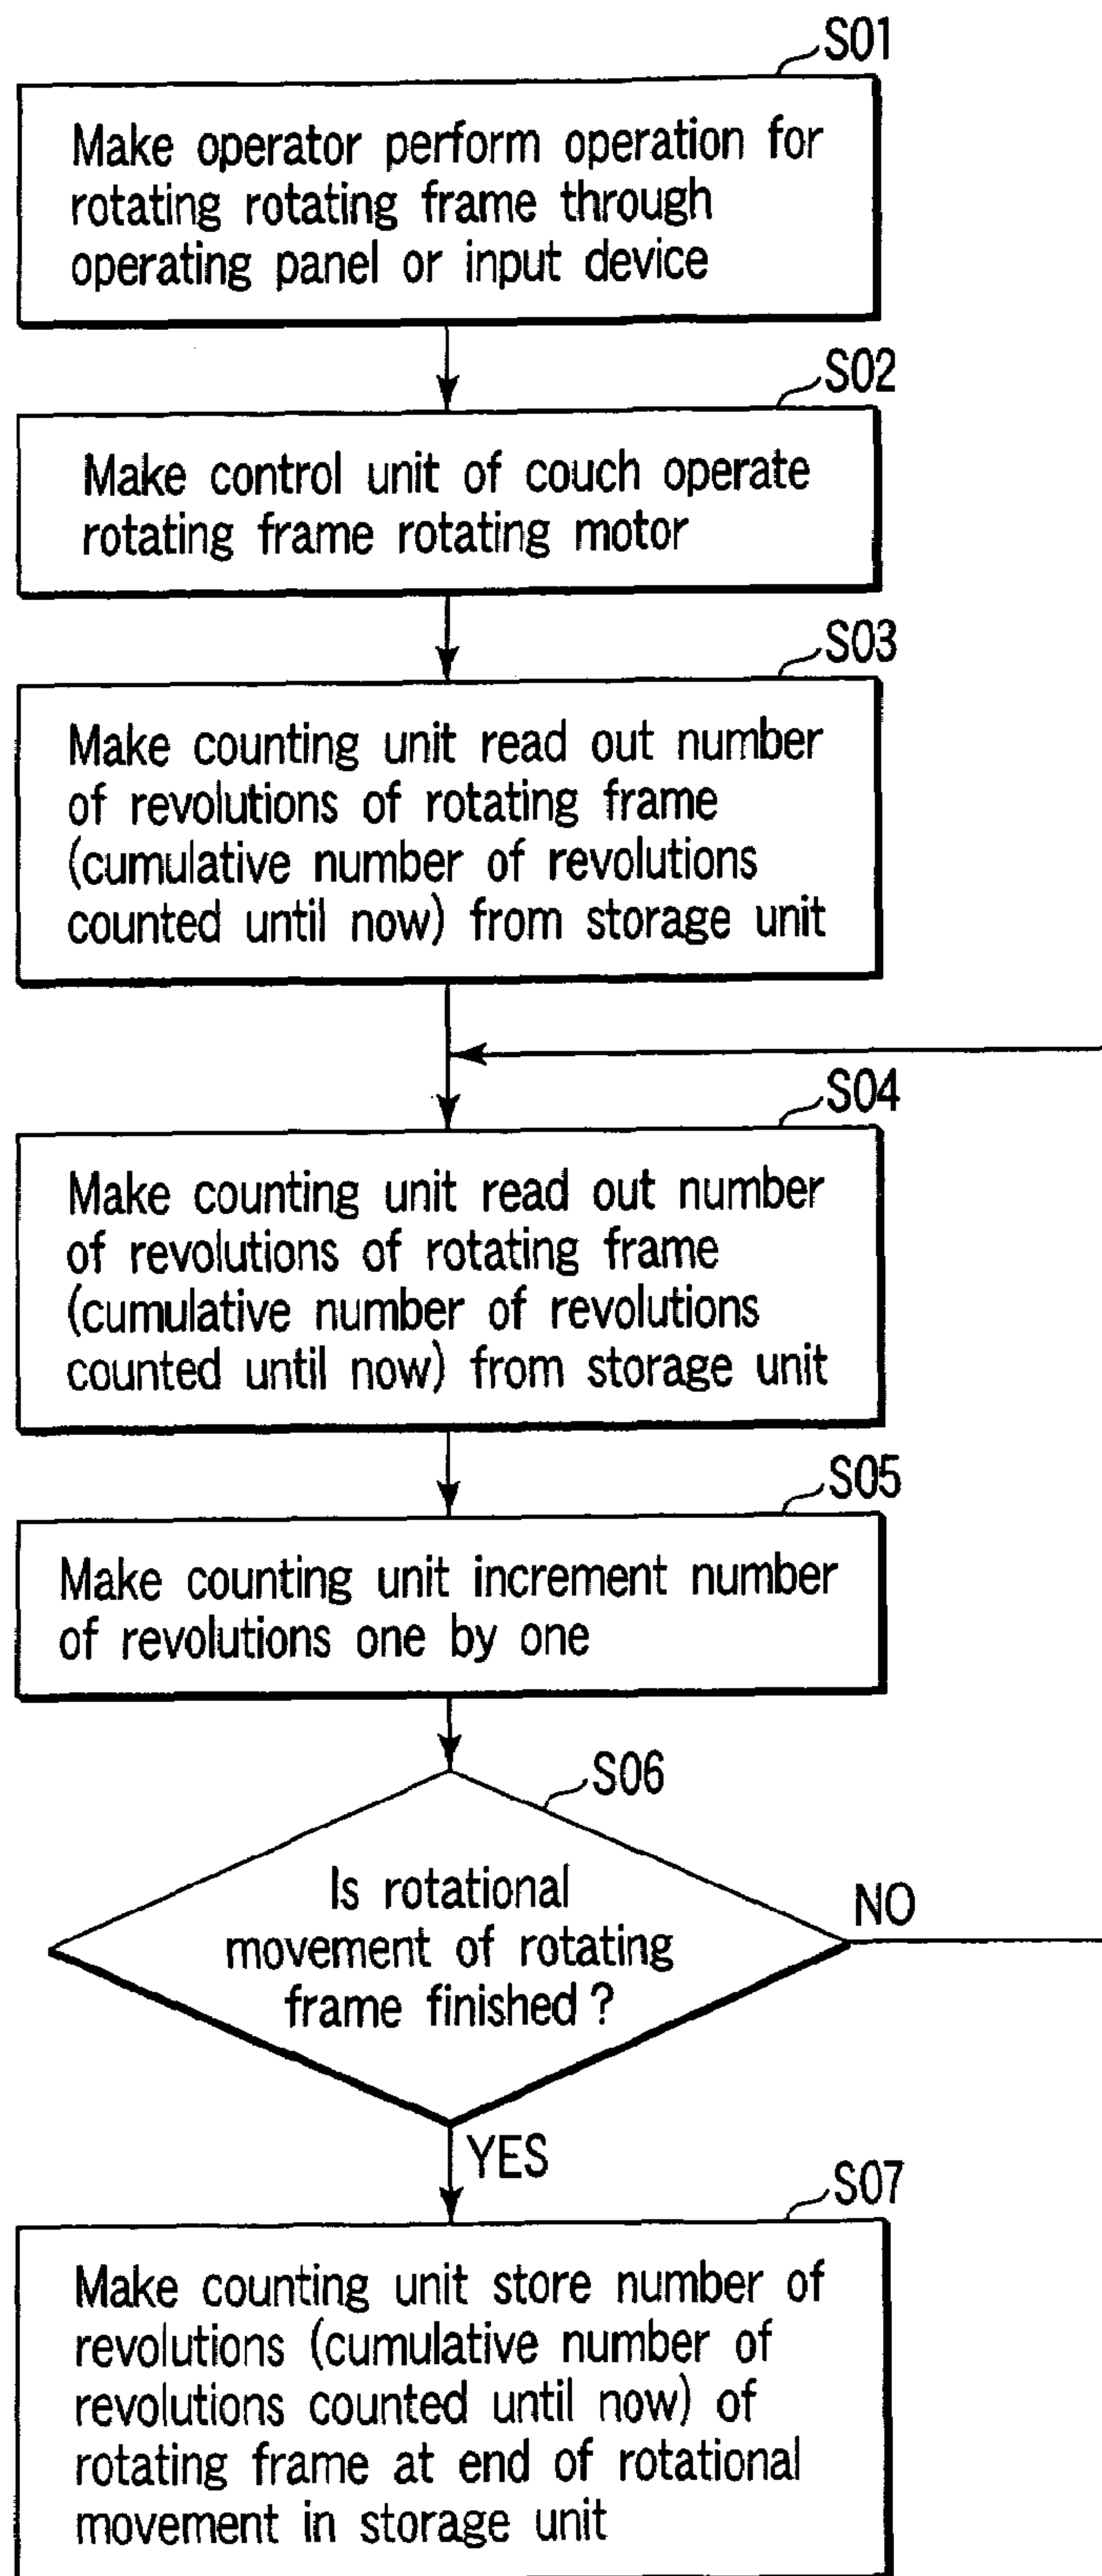 S01
Make operator perform operation for
rotating rotating frame through
operating panel or input device
S02
Make control unit of couch operate
rotating frame rotating motor
S03
Make counting unit read out number
of revolutions of rotating frame
(cumulative number of revolutions
counted until now) from storage unit
S04
Make counting unit read out number
of revolutions of rotating frame
(cumulative number of revolutions
counted until now) from storage unit
S05
Make counting unit increment number
of revolutions one by one
S06
Is rotational
movement of rotating
frame finished ?
NO
YES
S07
Make counting unit store number of
revolutions (cumulative number of
revolutions counted until now) of
rotating frame at end of rotational
movement in storage unit